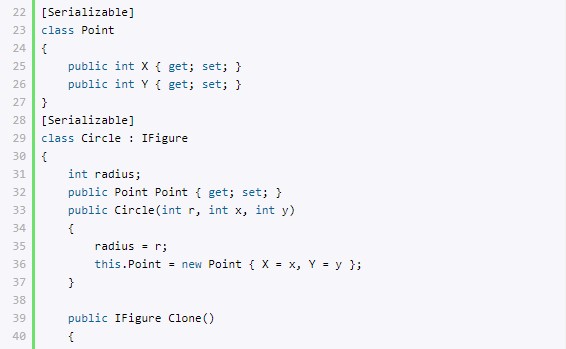 22 [Serializable]
23 class Point
24 {
25     public int X { get; set; }
26     public int Y { get; set; }
27 }
28 [Serializable]
29 class Circle : IFigure
30 {
31     int radius;
32     public Point Point { get; set; }
33     public Circle(int r, int x, int y)
34     {
35         radius = r;
36         this.Point = new Point { X = x, Y = y };
37     }
38
39     public IFigure Clone()
40     {